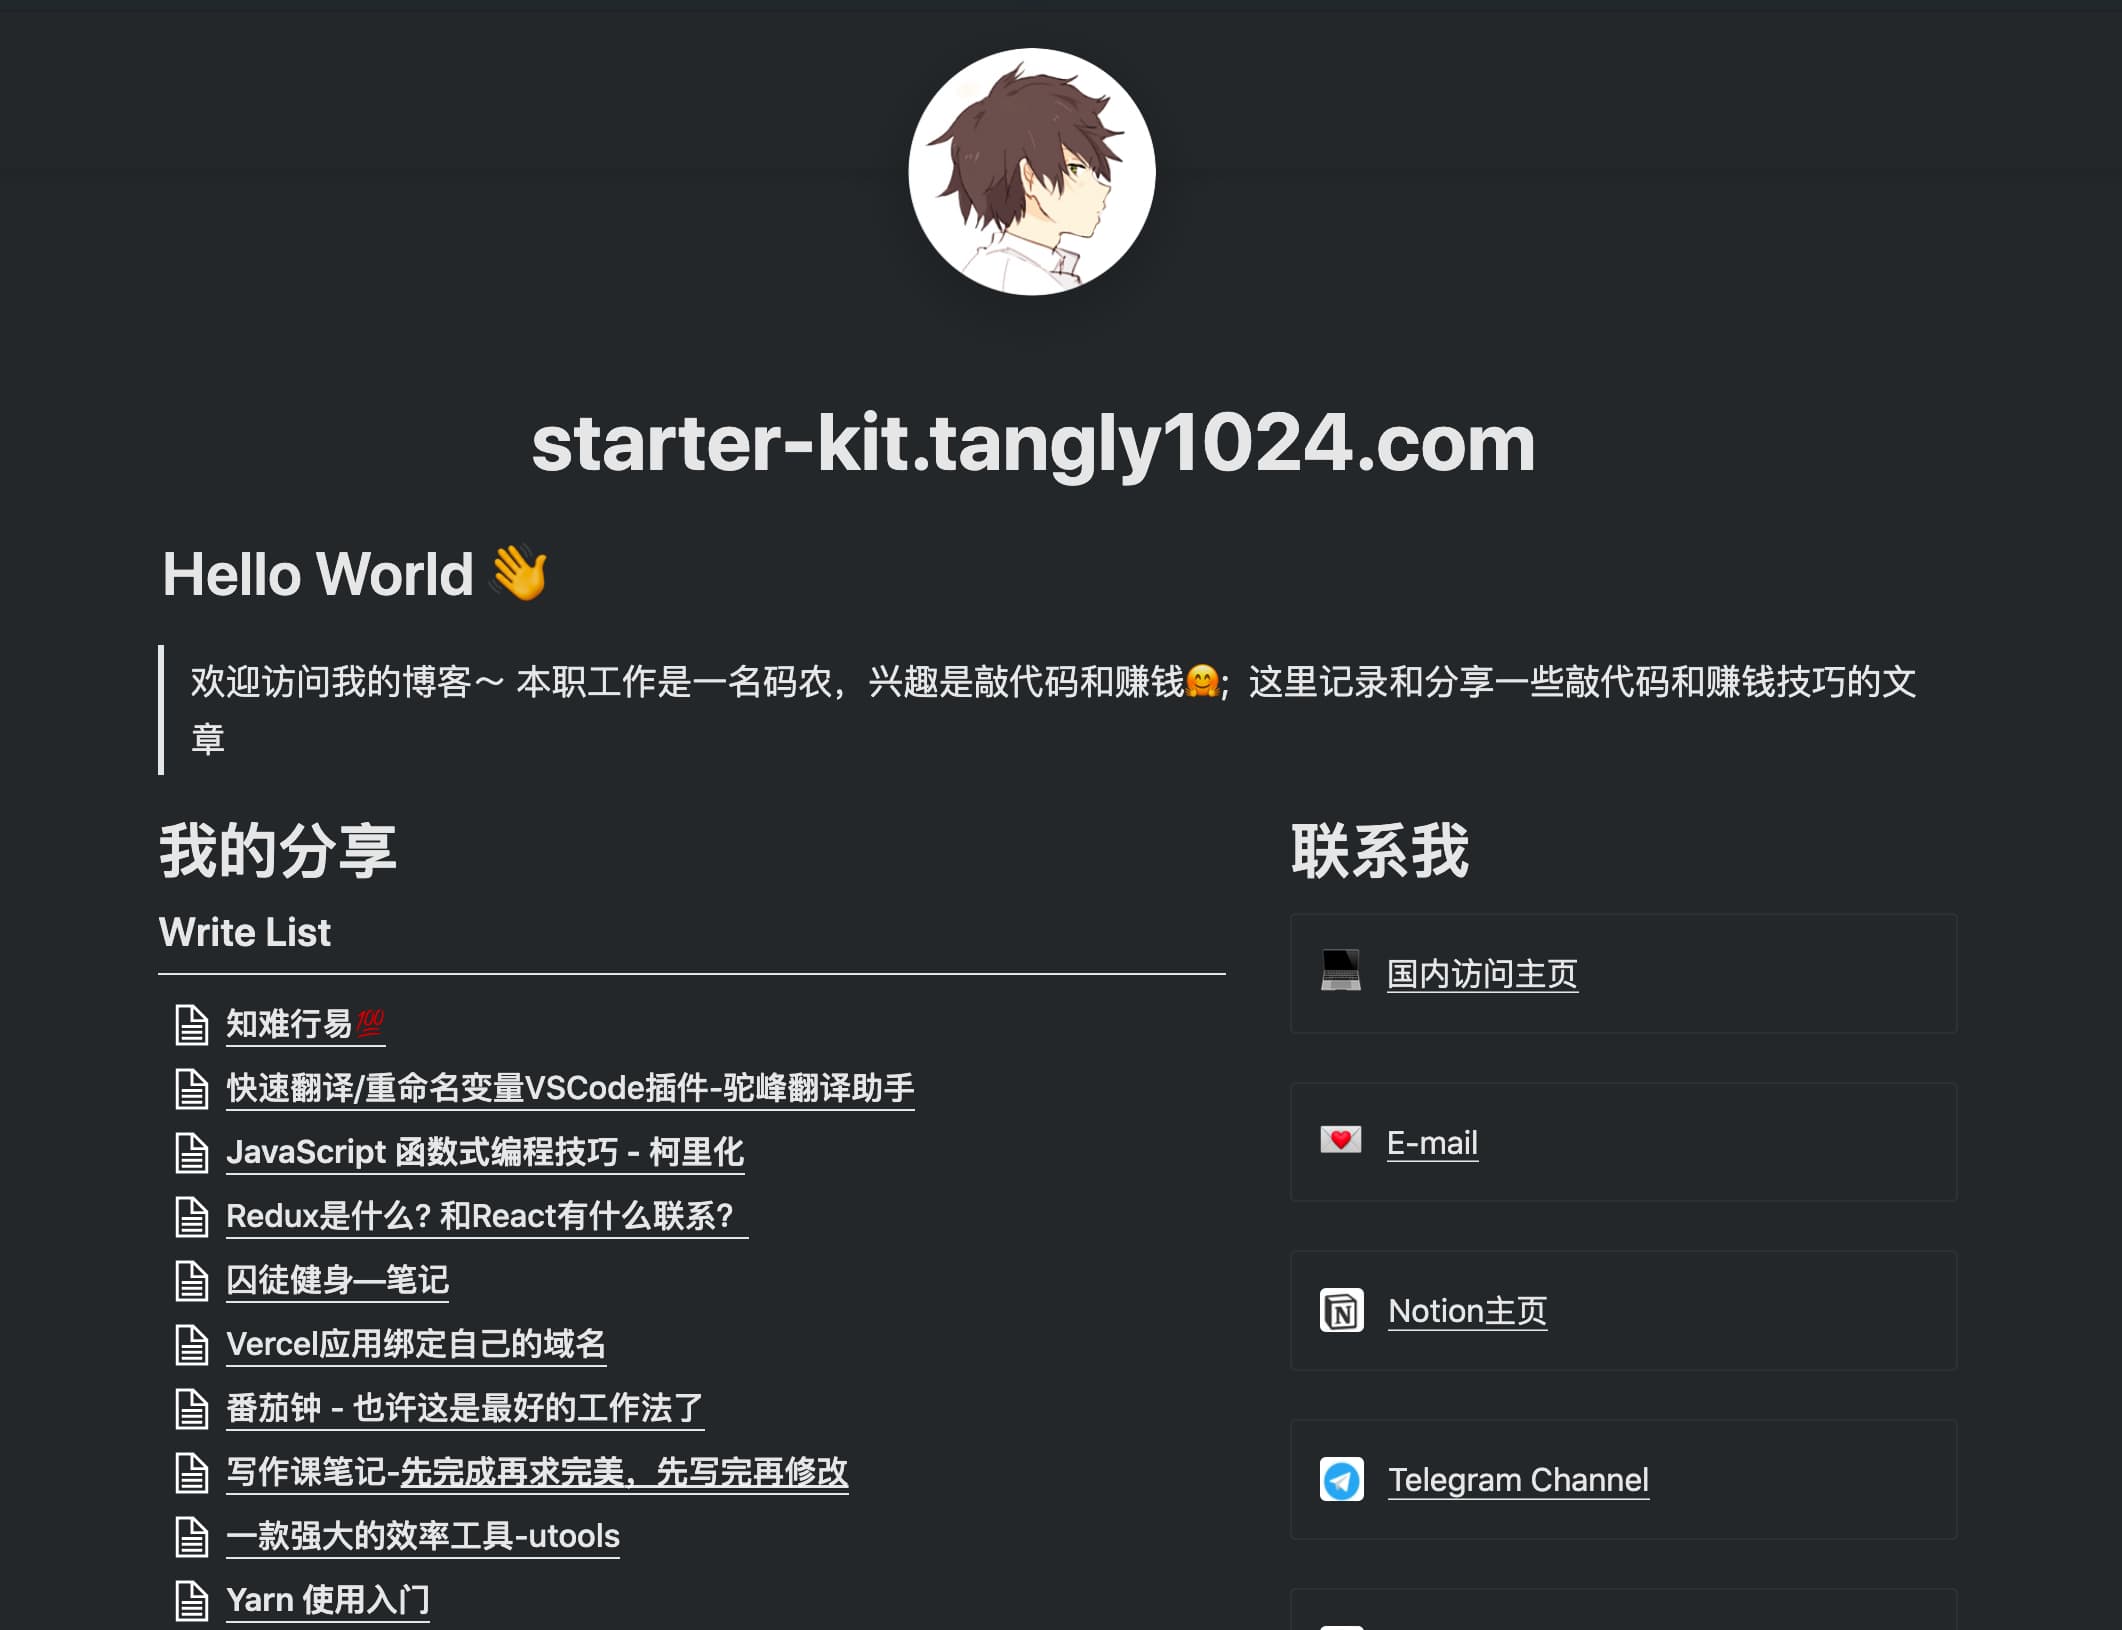 starter-kit.tangly1024.com
Hello World 👋
欢迎访问我的博客～ 本职工作是一名码农，兴趣是敲代码和赚钱🤗；这里记录和分享一些敲代码和赚钱技巧的文
章
我的分享
Write List
知难行易💯
快速翻译/重命名变量VSCode插件-驼峰翻译助手
JavaScript 函数式编程技巧 - 柯里化
Redux是什么? 和React有什么联系？
囚徒健身—笔记
Vercel应用绑定自己的域名
番茄钟 - 也许这是最好的工作法了
写作课笔记-先完成再求完美，先写完再修改
一款强大的效率工具-utools
Yarn 使用入门
联系我
国内访问主页
E-mail
Notion主页
Telegram Channel